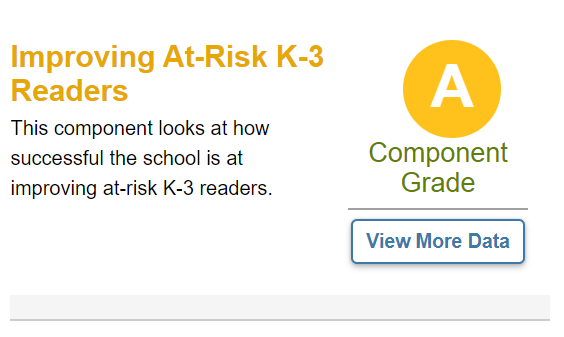 Improving At-Risk K-3
Readers
This component looks at how
successful the school is at
improving at-risk K-3 readers.
A
Component
Grade
View More Data